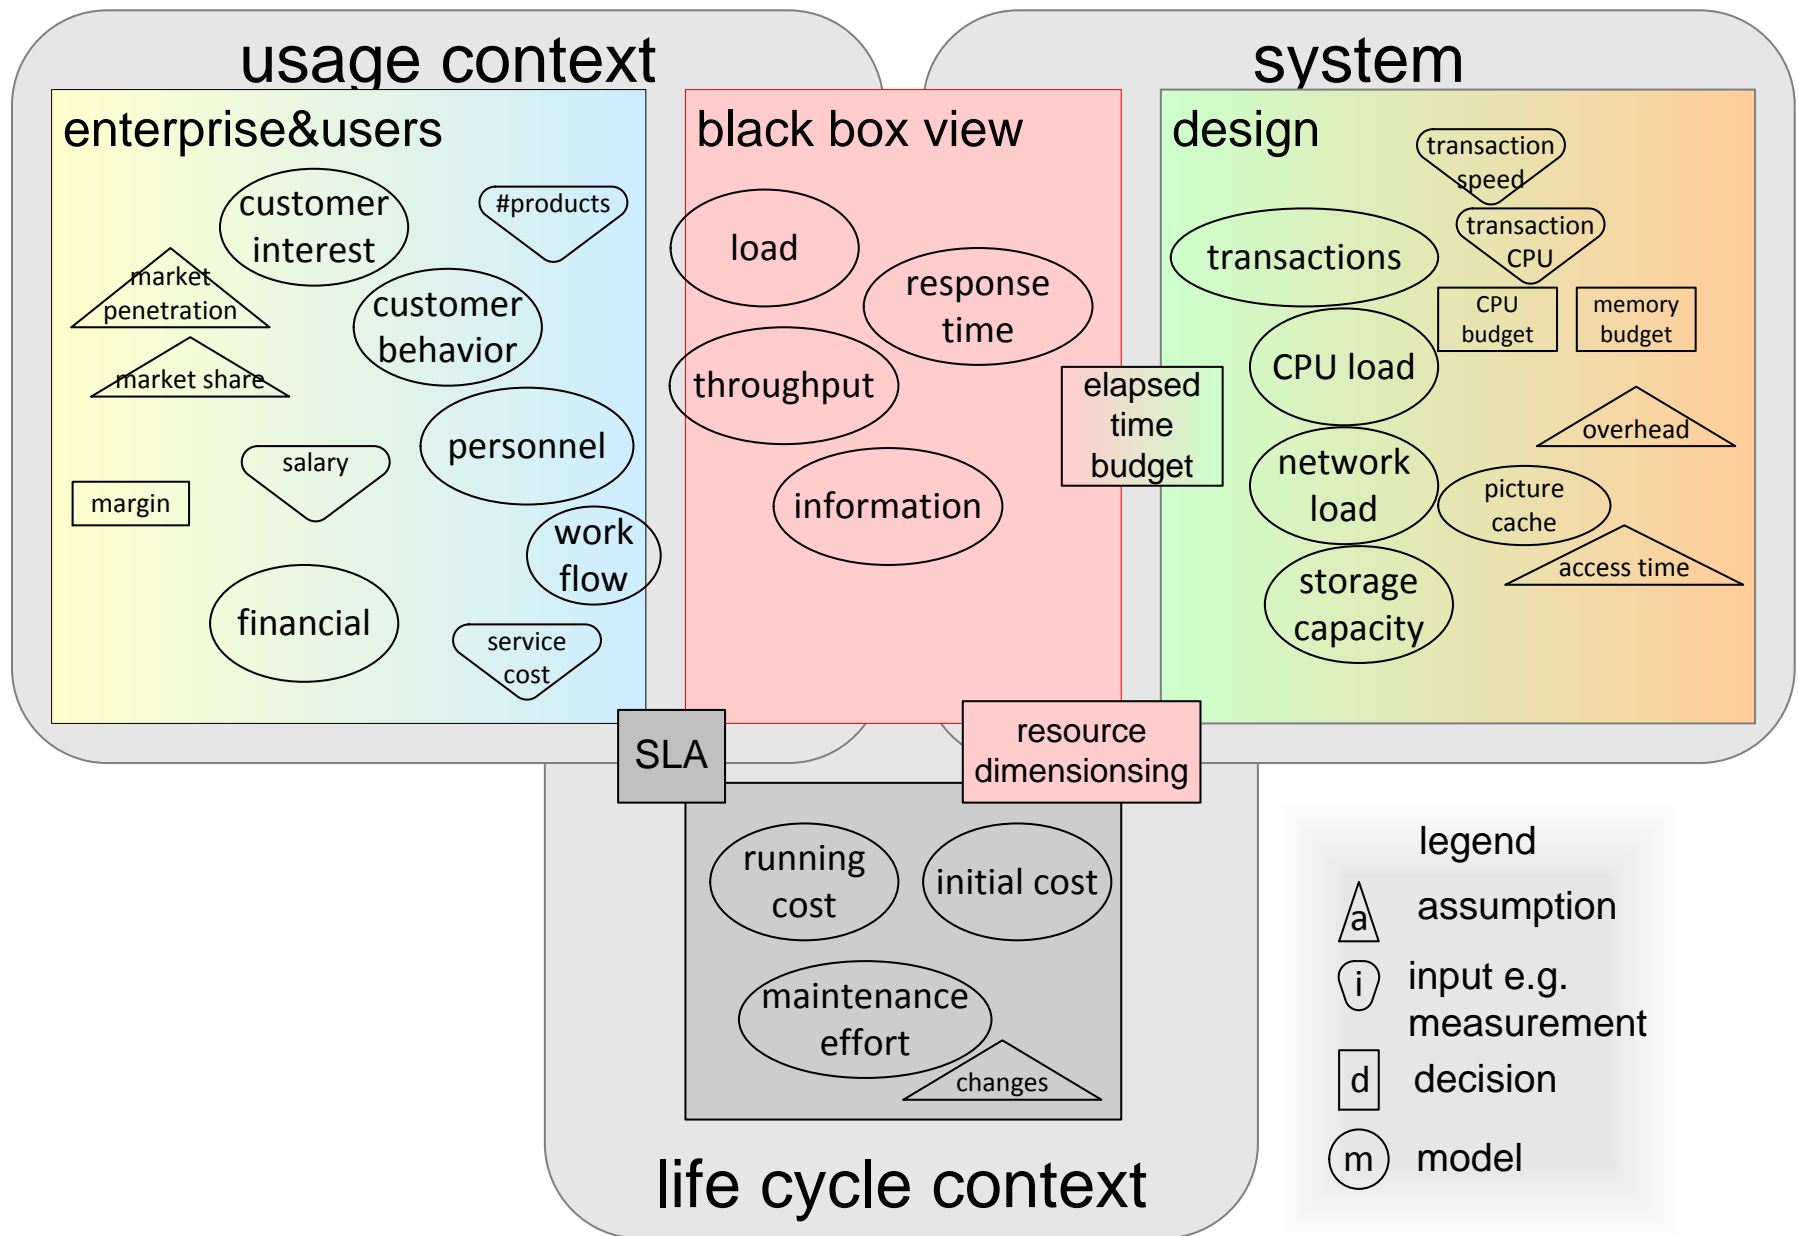 usage context
system
enterprise&users
black box view
design
customer
interest
#products
market
penetration
customer
behavior
market share
personnel
salary
margin
work
flow
financial
service
cost
load
response
time
throughput
information
elapsed
time
budget
transaction
speed
transaction
CPU
transactions
CPU
budget
memory
budget
CPU load
overhead
network
load
picture
cache
access time
storage
capacity
SLA
resource
dimensionsing
running
cost
initial cost
maintenance
effort
changes
life cycle context
legend
a
assumption
i
input e.g.
measurement
d
decision
m
model